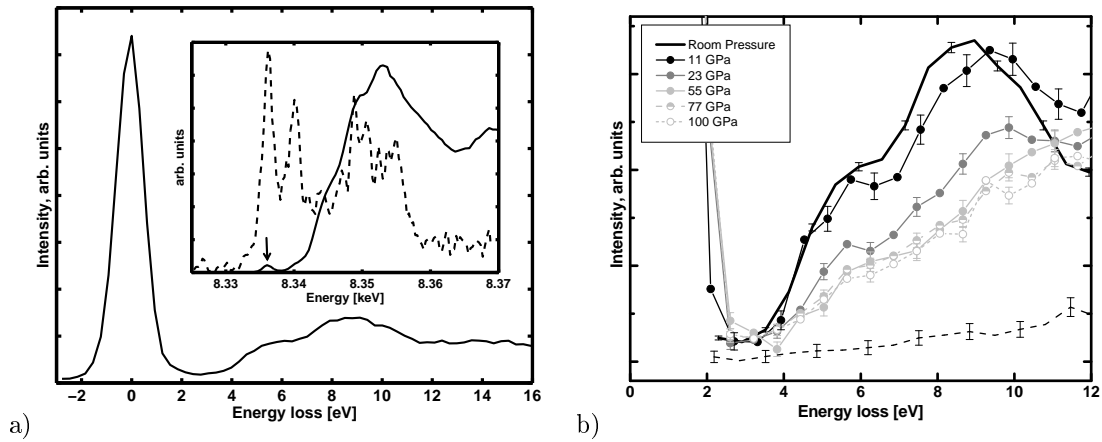 Intensity, arb. units
arb. units
8.33 8.34 8.35 8.36 8.37
Energy [keV]
−2 0 2 4 6 8 10 12 14 16
Energy loss [eV]
a)
Intensity, arb. units
Room Pressure
11 GPa
23 GPa
55 GPa
77 GPa
100 GPa
0 2 4 6 8 10 12
Energy loss [eV]
b)